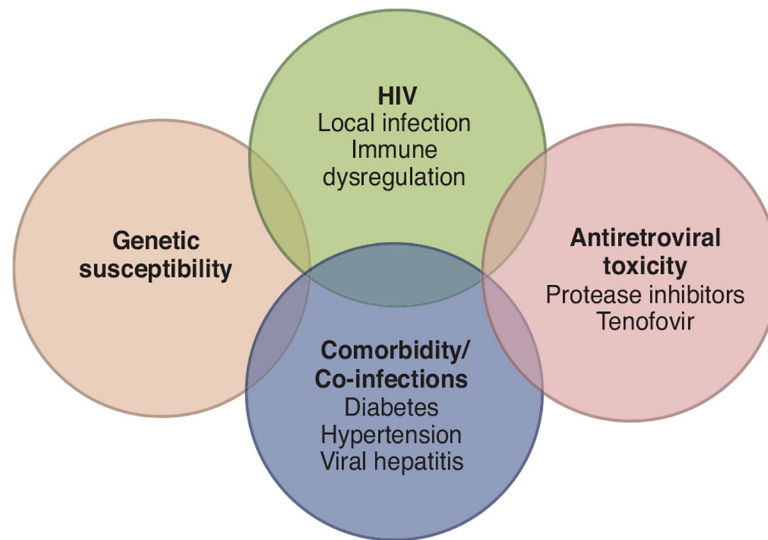 HIV
Local infection
Immune
dysregulation
Genetic
susceptibility
Antiretroviral
toxicity
Protease inhibitors
Tenofovir
Comorbidity/
Co-infections
Diabetes
Hypertension
Viral hepatitis